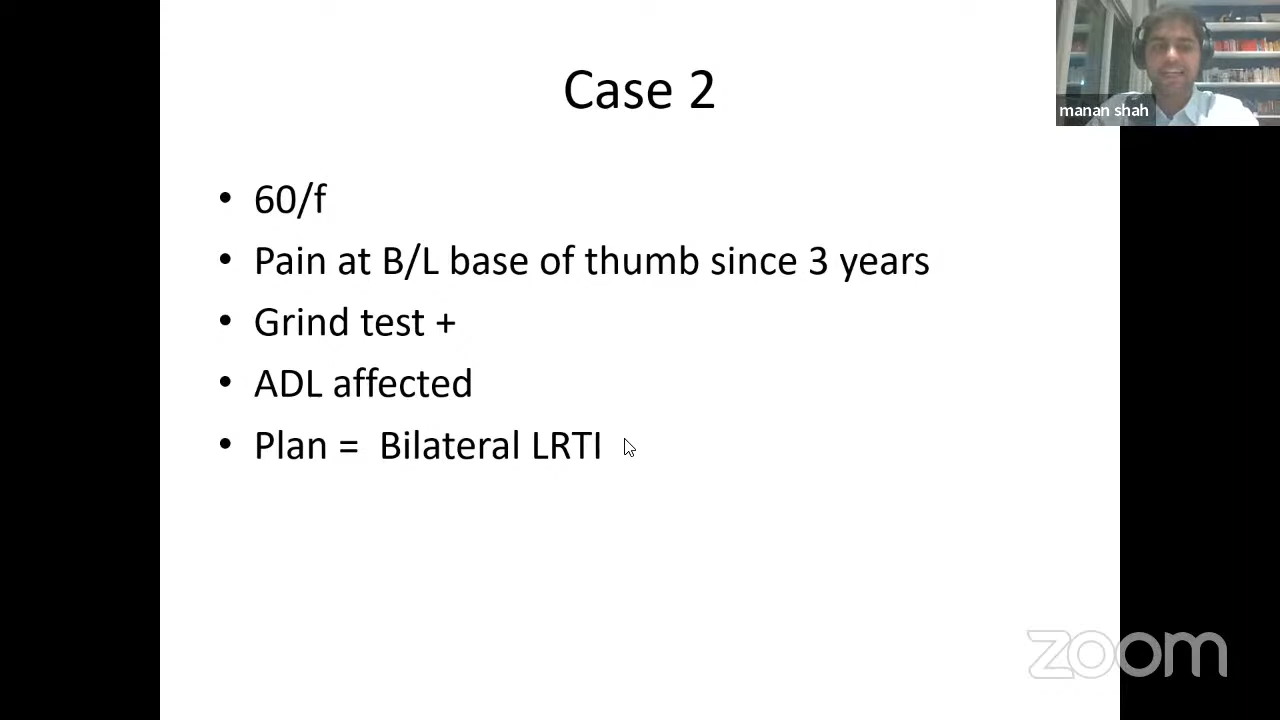 Case 2
manan shah
• 60/f
• Pain at B/L base of thumb since 3 years
• Grind test +
• ADL affected
• Plan = Bilateral LRTI
zoom